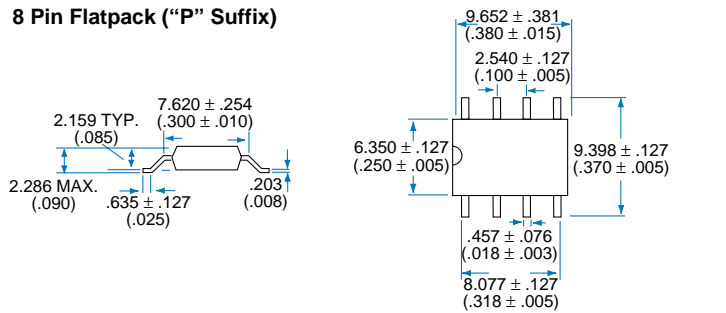 8 Pin Flatpack (“P” Suffix)
9.652 ± .381
(.380 ± .015)
2.540 ± .127
(.100 ± .005)
7.620 ± .254
(.300 ± .010)
2.159 TYP.
(.085)
6.350 ± .127
(.250 ± .005)
9.398 ± .127
(.370 ± .005)
2.286 MAX.
(.090)
.635 ± .127
(.025)
.203
(.008)
.457 ± .076
(.018 ± .003)
8.077 ± .127
(.318 ± .005)